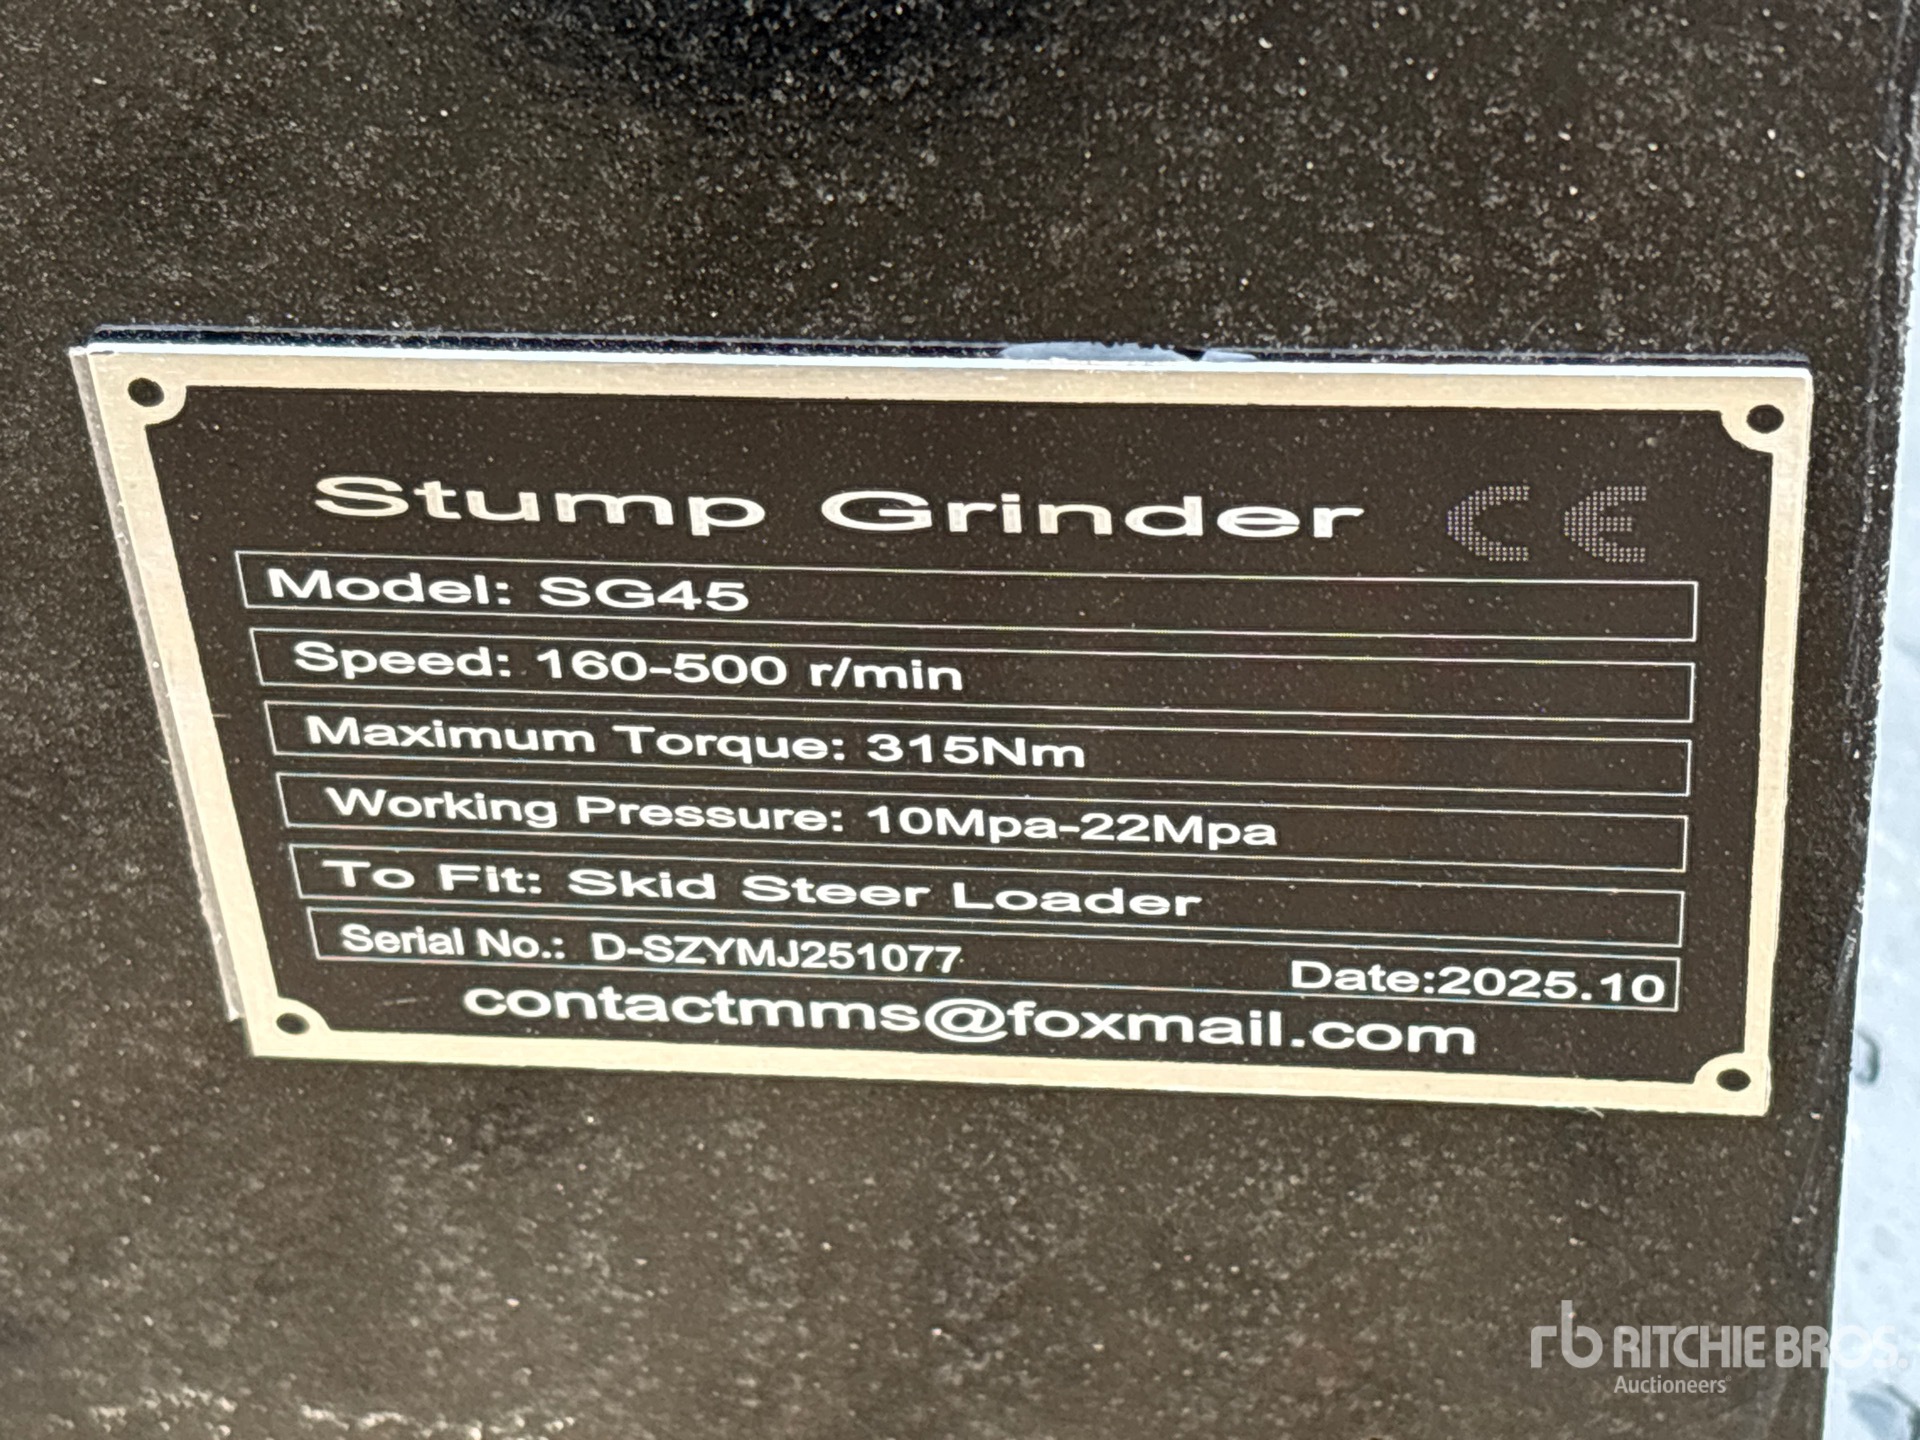 Stump Grinder CE
Model: SG45
Speed: 160-500 r/min
Maximum Torque: 315Nm
Working Pressure: 10Mpa-22Mpa
To Fit: Skid Steer Loader
Serial No.: D-SZYMJ251077 Date:2025.10
contactmms@foxmail.com
rb RITCHIE BROS.
Auctioneers